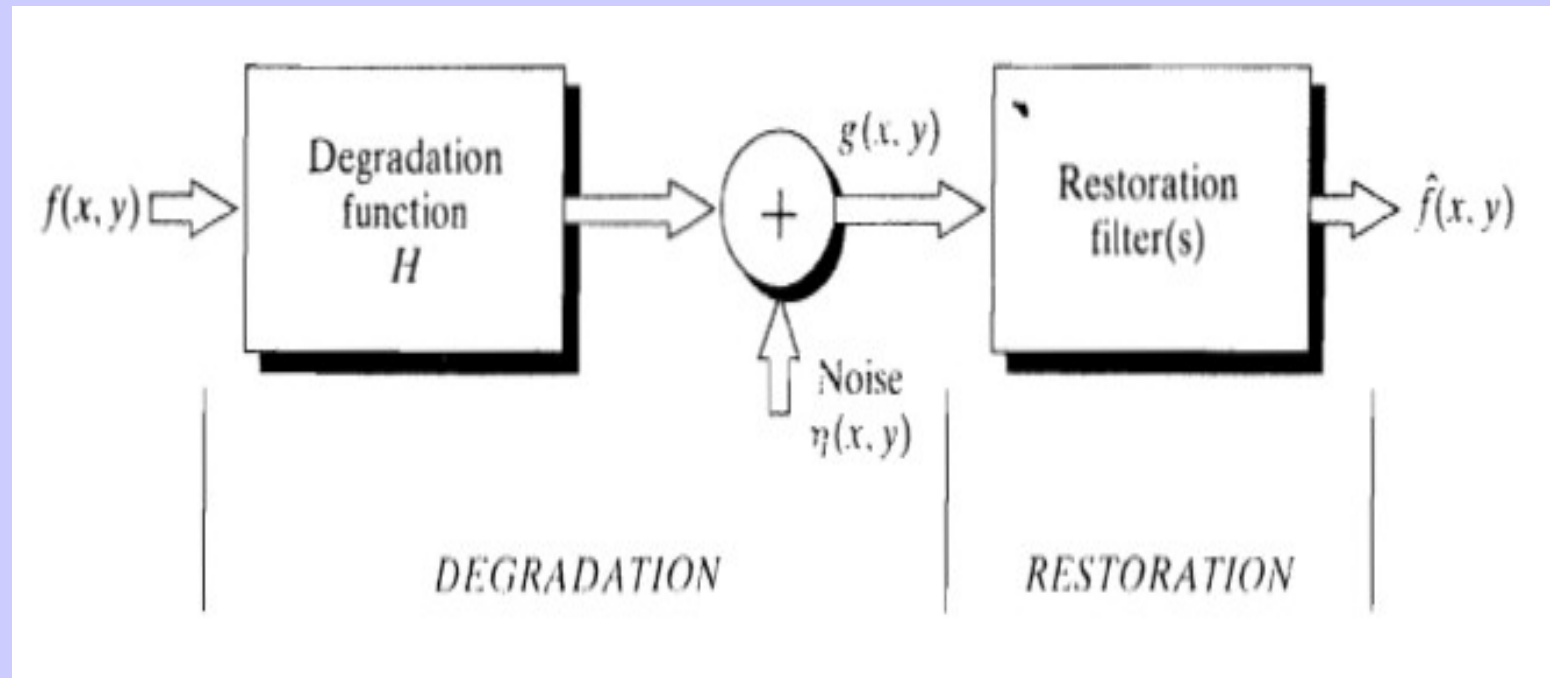 f(x, y)
Degradation
function
H
+
g(x, y)
Noise
η(x, y)
Restoration
filter(s)
f̂(x, y)
DEGRADATION
RESTORATION